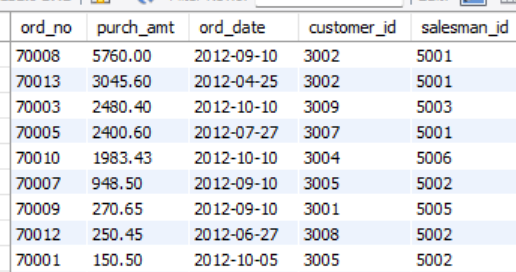 ord_no purch_amt ord_date customer_id salesman_id
70008 5760.00 2012-09-10 3002 5001
70013 3045.60 2012-04-25 3002 5001
70003 2480.40 2012-10-10 3009 5003
70005 2400.60 2012-07-27 3007 5001
70010 1983.43 2012-10-10 3004 5006
70007 948.50 2012-09-10 3005 5002
70009 270.65 2012-09-10 3001 5005
70012 250.45 2012-06-27 3008 5002
70001 150.50 2012-10-05 3005 5002